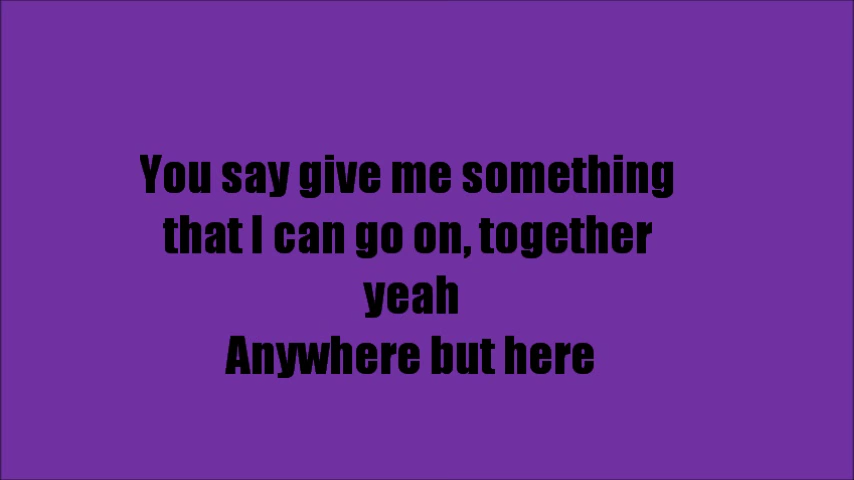 You say give me something
that I can go on, together
yeah
Anywhere but here